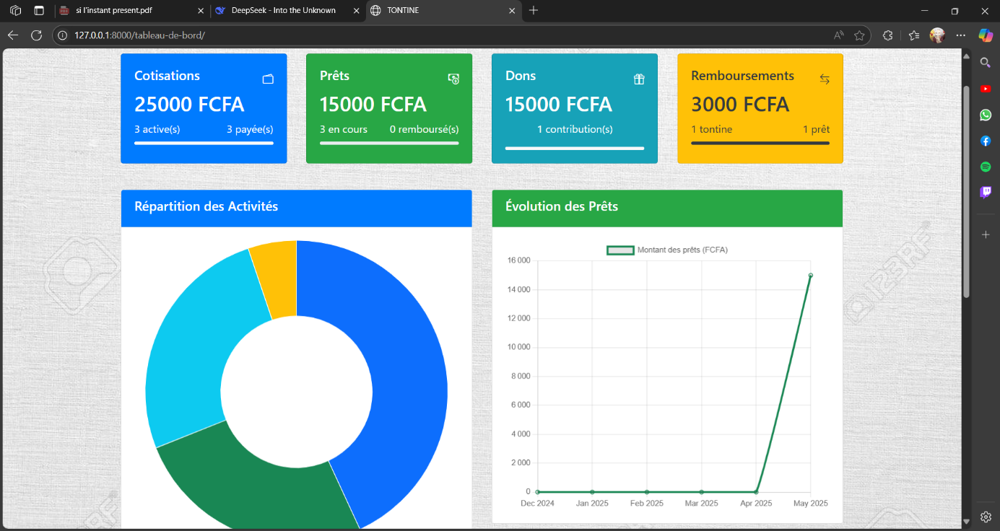 si l'instant present.pdf
DeepSeek - Into the Unknown
TONTINE
127.0.0.1:8000/tableau-de-bord/
Cotisations
25000 FCFA
3 active(s) 3 payée(s)
Prêts
15000 FCFA
3 en cours 0 remboursé(s)
Dons
15000 FCFA
1 contribution(s)
Remboursements
3000 FCFA
1 tontine 1 prêt
Répartition des Activités
Évolution des Prêts
Montant des prêts (FCFA)
16 000
14 000
12 000
10 000
8 000
6 000
4 000
2 000
0
Dec 2024 Jan 2025 Feb 2025 Mar 2025 Apr 2025 May 2025
123RF